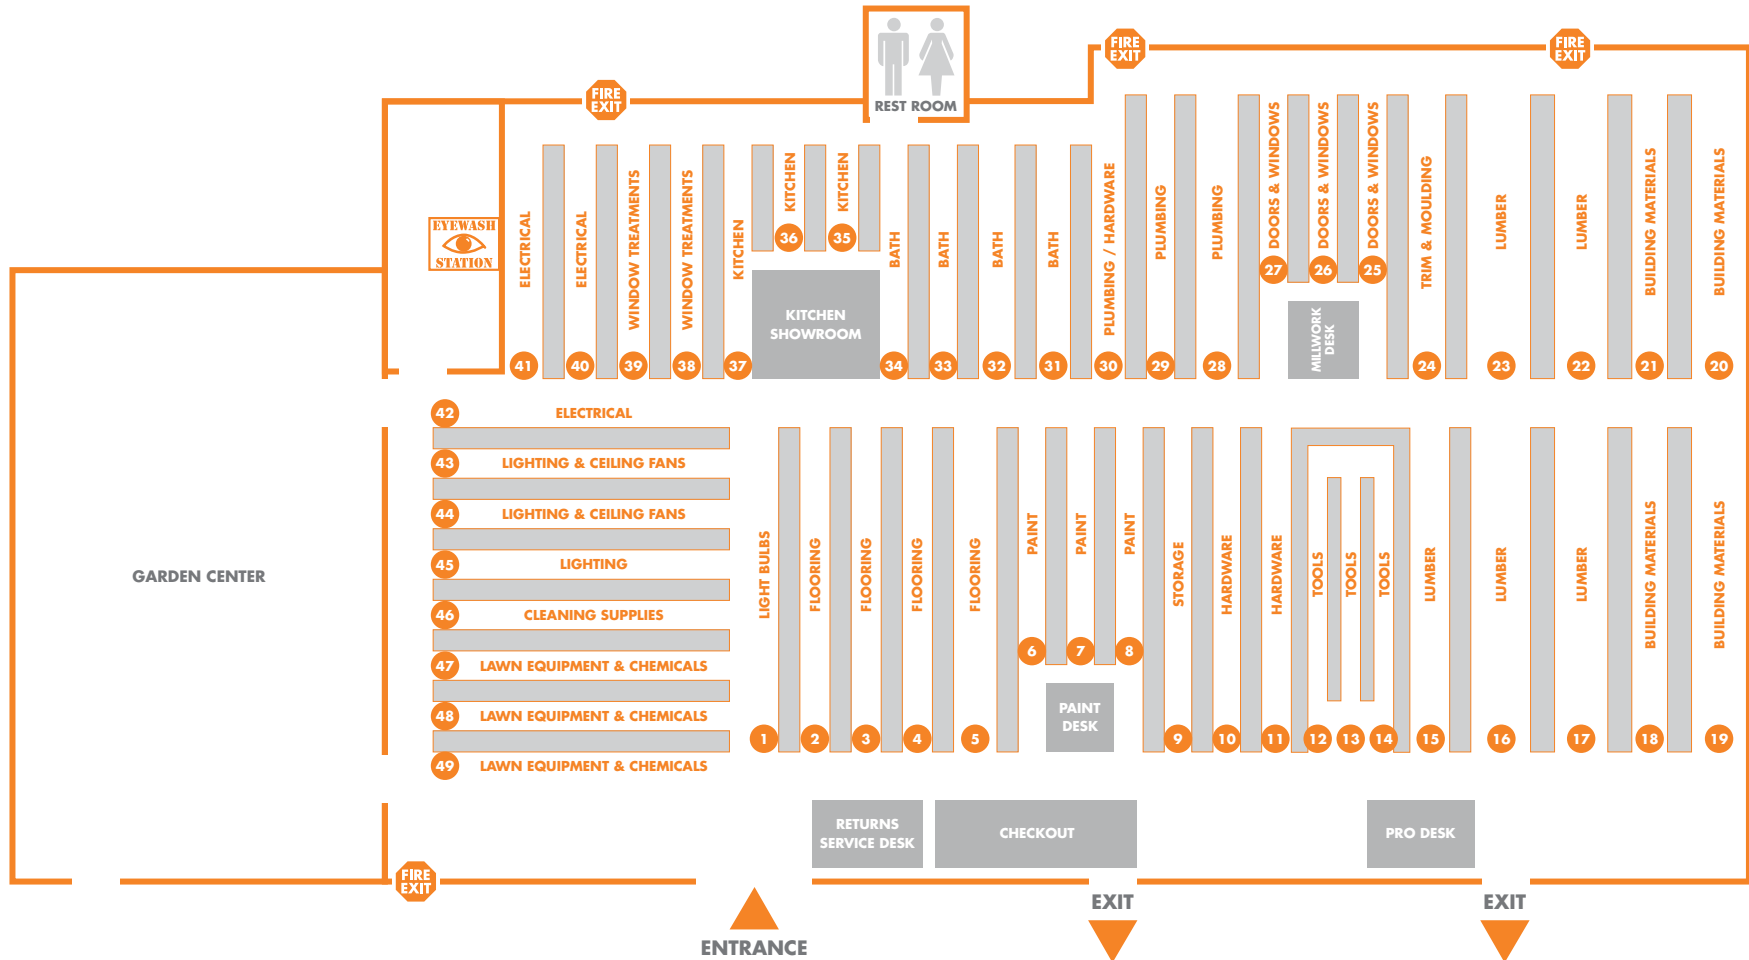 FIRE
EXIT
FIRE
EXIT
FIRE
EXIT
REST ROOM
EYEWASH
STATION
ELECTRICAL
41
ELECTRICAL
40
WINDOW TREATMENTS
39
WINDOW TREATMENTS
38
KITCHEN
37
KITCHEN
36
KITCHEN
35
KITCHEN
SHOWROOM
BATH
34
BATH
33
BATH
32
BATH
31
PLUMBING / HARDWARE
30
PLUMBING
29
PLUMBING
28
DOORS & WINDOWS
27
DOORS & WINDOWS
26
DOORS & WINDOWS
25
MILLWORK
DESK
TRIM & MOULDING
24
LUMBER
23
LUMBER
22
BUILDING MATERIALS
21
BUILDING MATERIALS
20
42
ELECTRICAL
43
LIGHTING & CEILING FANS
44
LIGHTING & CEILING FANS
45
LIGHTING
46
CLEANING SUPPLIES
47
LAWN EQUIPMENT & CHEMICALS
48
LAWN EQUIPMENT & CHEMICALS
49
LAWN EQUIPMENT & CHEMICALS
GARDEN CENTER
LIGHT BULBS
1
FLOORING
2
FLOORING
3
FLOORING
4
FLOORING
5
PAINT
6
PAINT
7
PAINT
8
PAINT
DESK
STORAGE
9
HARDWARE
10
HARDWARE
11
TOOLS
12
TOOLS
13
TOOLS
14
LUMBER
15
LUMBER
16
LUMBER
17
BUILDING MATERIALS
18
BUILDING MATERIALS
19
RETURNS
SERVICE DESK
CHECKOUT
PRO DESK
FIRE
EXIT
ENTRANCE
EXIT
EXIT